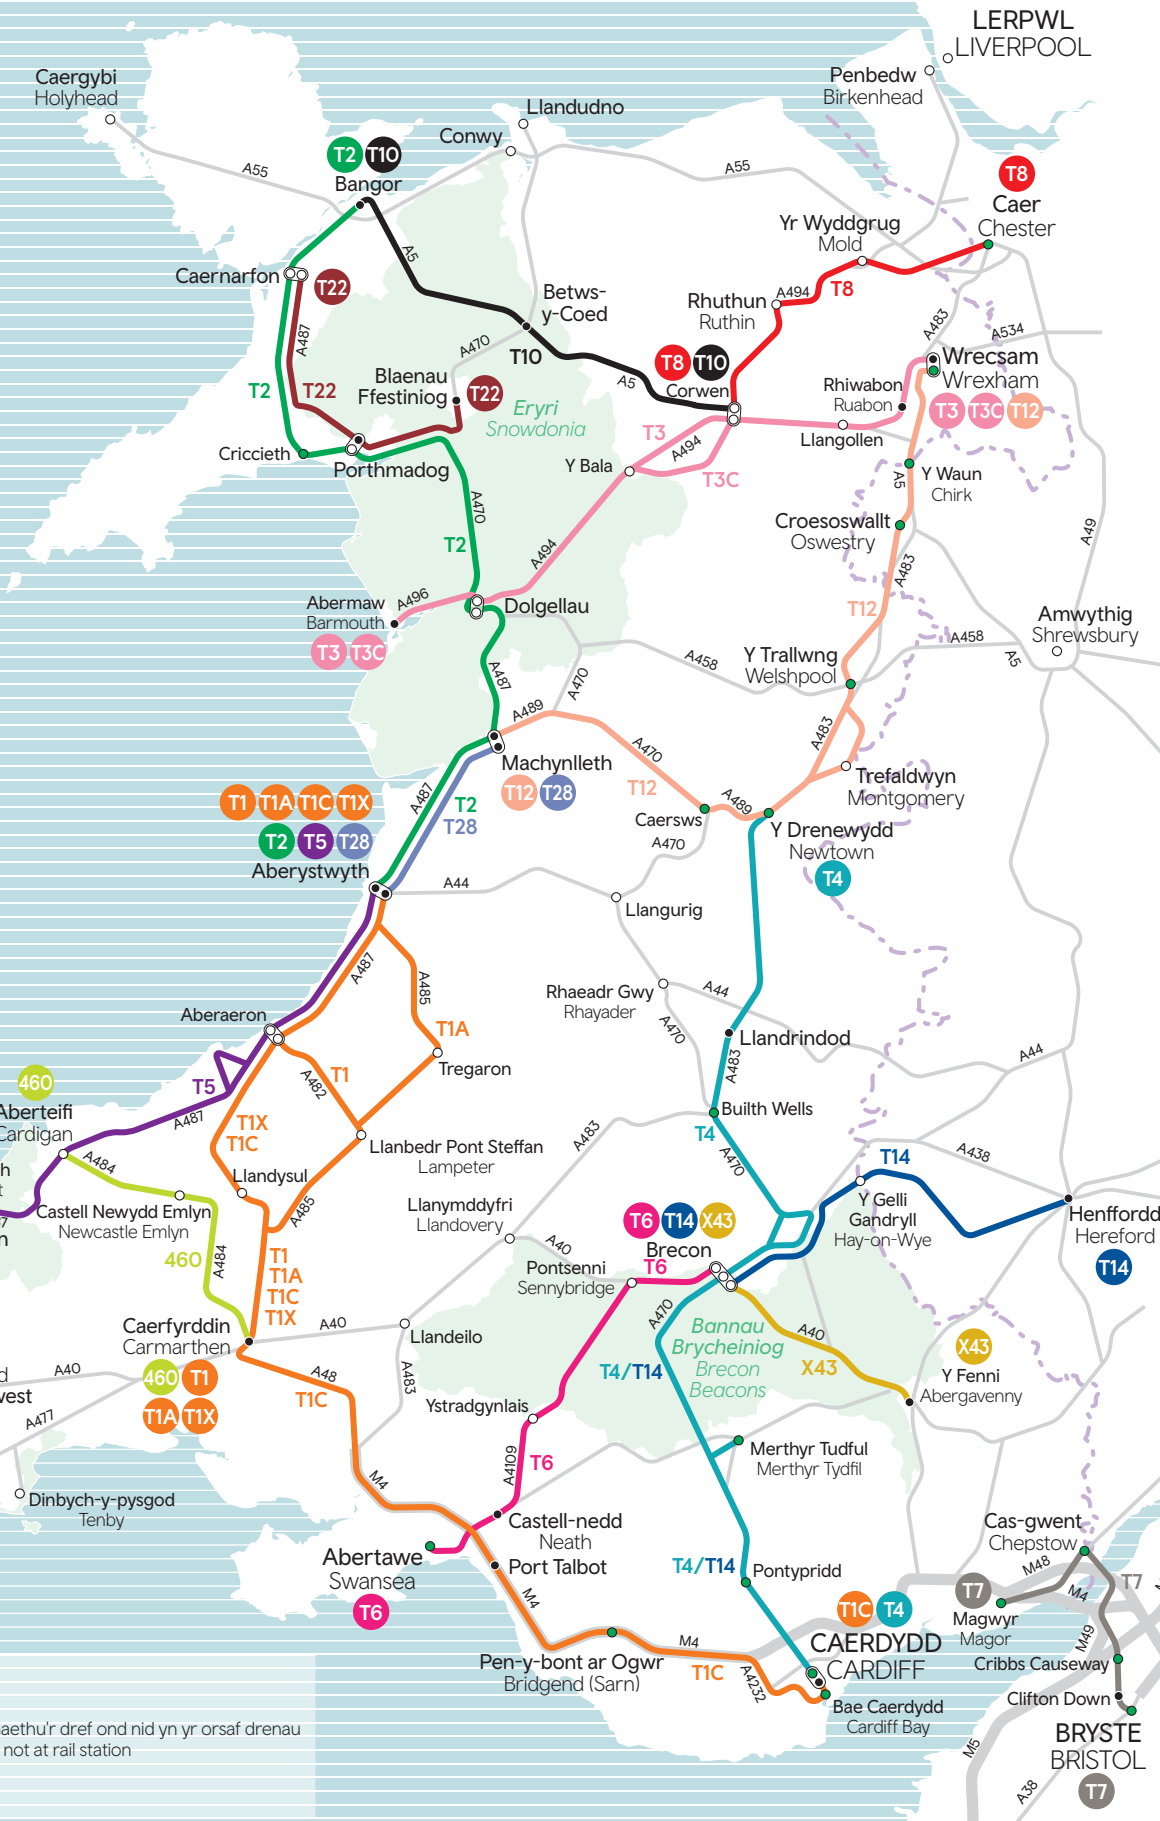 LERPWL
LIVERPOOL
Penbedw
Birkenhead
Caergybi
Holyhead
Llandudno
Conwy
A55
A55
T2 T10
Bangor
T8
Caer
Chester
Yr Wyddgrug
Mold
A5
Caernarfon
T22
A487
Betws-
y-Coed
Rhuthun
Ruthin
A494
T8
A483
A534
A470
T10
T8 T10
Corwen
A5
Wrecsam
Wrexham
T3 T3C T12
Rhiwabon
Ruabon
Llangollen
T2
T22
Blaenau
Ffestiniog
T22
Eryri
Snowdonia
Criccieth
Porthmadog
T3
A494
T3C
Y Bala
A5
Y Waun
Chirk
A470
T2
Croesoswallt
Oswestry
A49
A494
A483
Abermaw
Barmouth
T3 T3C
A496
Dolgellau
T12
Amwythig
Shrewsbury
A458
A5
A458
Y Trallwng
Welshpool
A487
A470
A489
A483
A470
Machynlleth
T12 T28
T12
Trefaldwyn
Montgomery
T1 T1A T1C T1X
T2 T5 T28
Aberystwyth
A487
T2
T28
Caersws
A489
A470
Y Drenewydd
Newtown
T4
A44
Llangurig
A487
A485
Rhaeadr Gwy
Rhayader
A44
A470
Aberaeron
T1A
Tregaron
Llandrindod
A483
A44
460
Aberteifi
Cardigan
T5
A487
A482
T1
T1X
T1C
Builth Wells
T4
A470
A483
T14
A438
A484
Llanbedr Pont Steffan
Lampeter
Llandysul
A485
Castell Newydd Emlyn
Newcastle Emlyn
460
A484
Llanymddyfri
Llandovery
A40
T6 T14 X43
Brecon
T6
Pontsenni
Sennybridge
Y Gelli
Gandryll
Hay-on-Wye
Henffordd
Hereford
T14
T1
T1A
T1C
T1X
Caerfyrddin
Carmarthen
460 T1
T1A T1X
A40
Llandeilo
A483
A470
Bannau
Brycheiniog
Brecon
Beacons
A40
X43
X43
Y Fenni
Abergavenny
T4/T14
A40
west
A477
A48
T1C
Ystradgynlais
A4109
T6
Merthyr Tudful
Merthyr Tydfil
Dinbych-y-pysgod
Tenby
M4
Castell-nedd
Neath
Abertawe
Swansea
T6
Port Talbot
M4
T4/T14
Pontypridd
Cas-gwent
Chepstow
M48
M4
T7
T7
Magwyr
Magor
M49
T1C T4
CAERDYDD
CARDIFF
Pen-y-bont ar Ogwr
Bridgend (Sarn)
M4
T1C
A4232
Bae Caerdydd
Cardiff Bay
Cribbs Causeway
Clifton Down
BRYSTE
BRISTOL
T7
M5
A38
aethu'r dref ond nid yn yr orsaf drenau
not at rail station